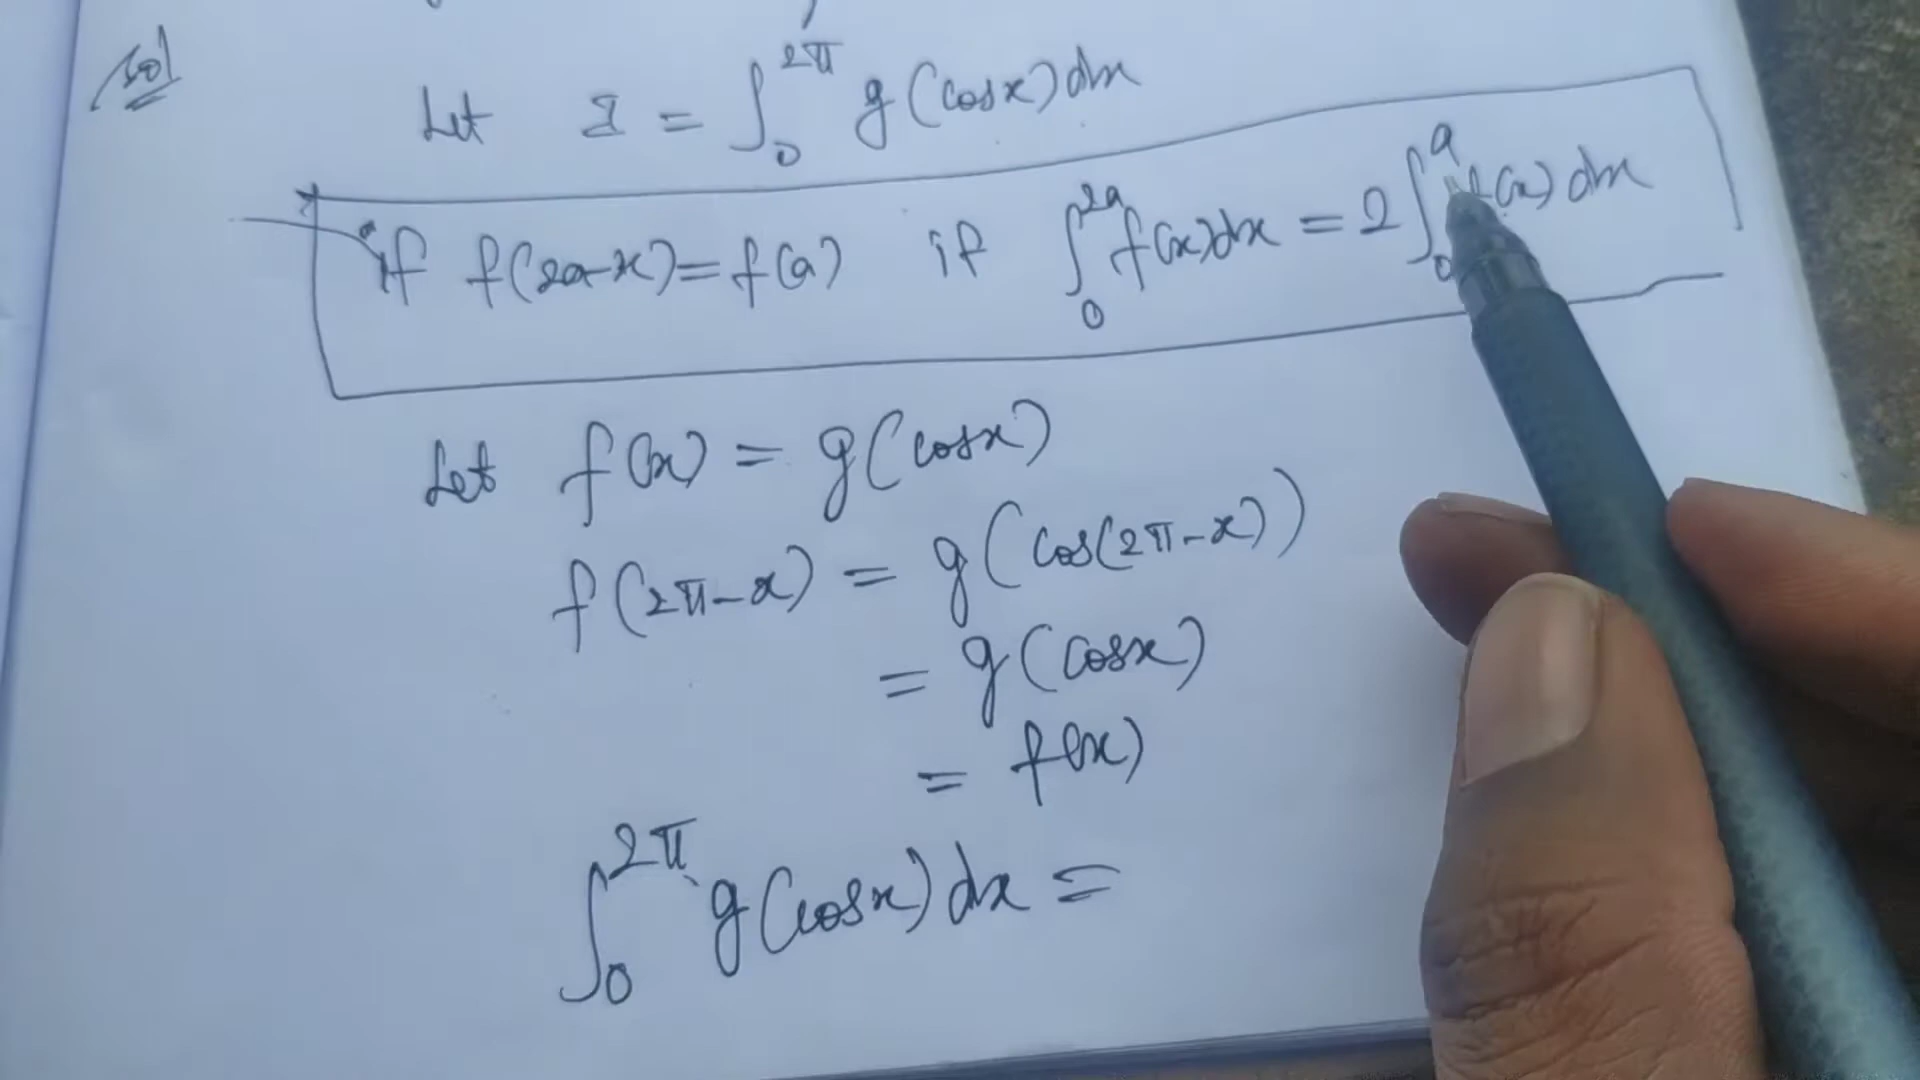 Sol
Let I = ∫₀^2π g(cosx)dx
if f(2a-x)=f(a) if ∫₀^2a f(x)dx = 2∫₀^a f(x) dx
Let f(x) = g(cosx)
f(2π-x) = g(cos(2π-x))
= g(cosx)
= f(x)
∫₀^2π g(cosx) dx =